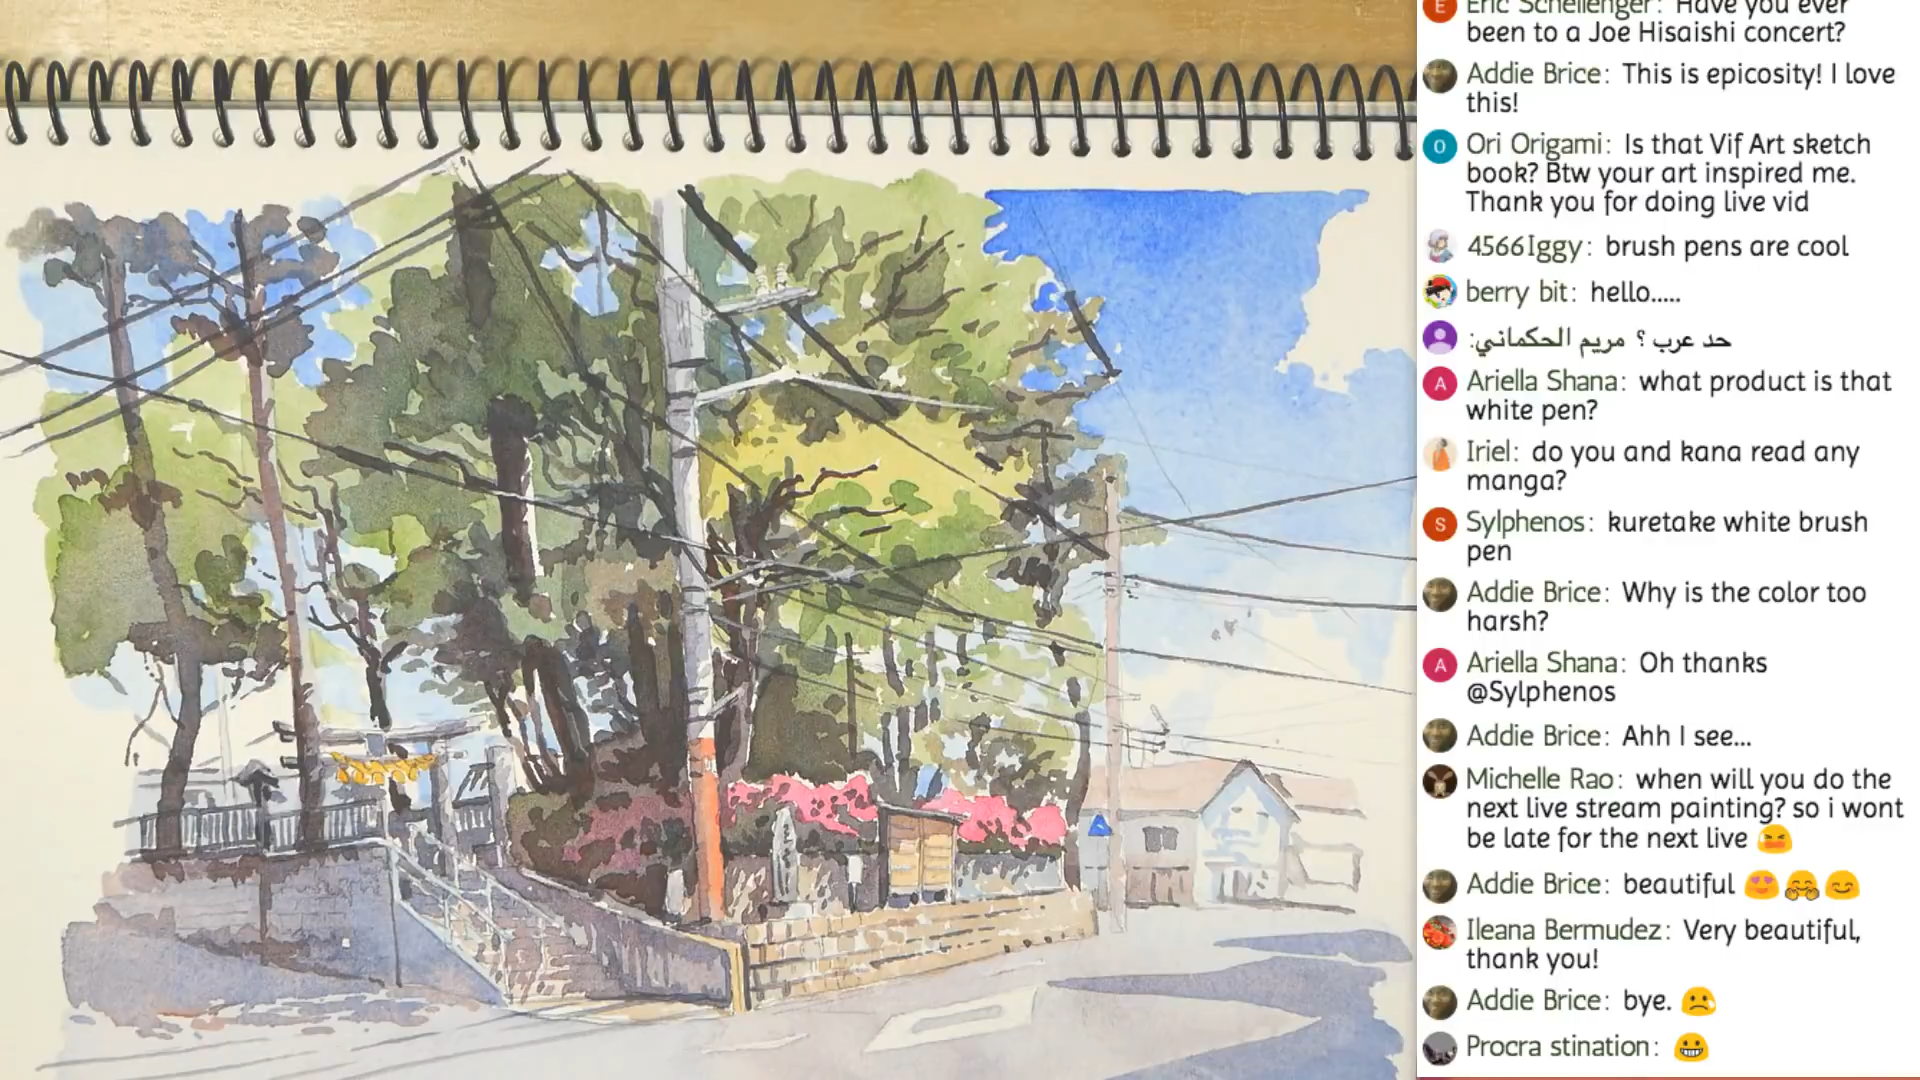 E
Eric Schellenger: Have you ever
been to a Joe Hisaishi concert?
Addie Brice: This is epicosity! I love
this!
O
Ori Origami: Is that Vif Art sketch
book? Btw your art inspired me.
Thank you for doing live vid
4566Iggy: brush pens are cool
berry bit: hello.....
حد عرب ؟ مريم الحكماني:
A
Ariella Shana: what product is that
white pen?
Iriel: do you and kana read any
manga?
S
Sylphenos: kuretake white brush
pen
Addie Brice: Why is the color too
harsh?
A
Ariella Shana: Oh thanks
@Sylphenos
Addie Brice: Ahh I see...
Michelle Rao: when will you do the
next live stream painting? so i wont
be late for the next live 😫
Addie Brice: beautiful 😍🤗😊
Ileana Bermudez: Very beautiful,
thank you!
Addie Brice: bye. 😢
Procra stination: 😀